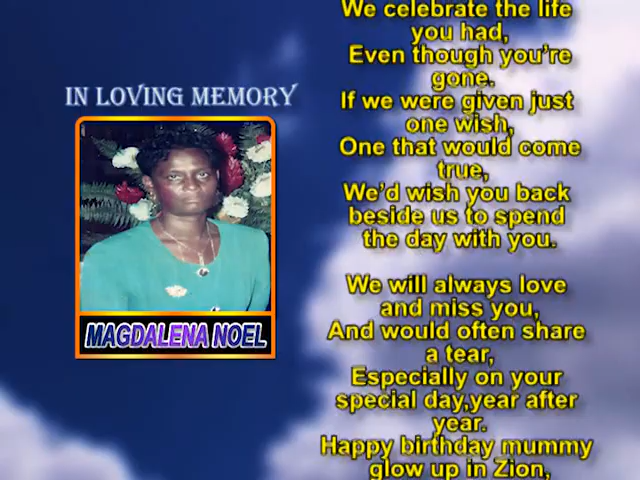 IN LOVING MEMORY
MAGDALENA NOEL
We celebrate the life
you had,
Even though you're
gone.
If we were given just
one wish,
One that would come
true,
We'd wish you back
beside us to spend
the day with you.
We will always love
and miss you,
And would often share
a tear,
Especially on your
special day,year after
year.
Happy birthday mummy
glow up in Zion,